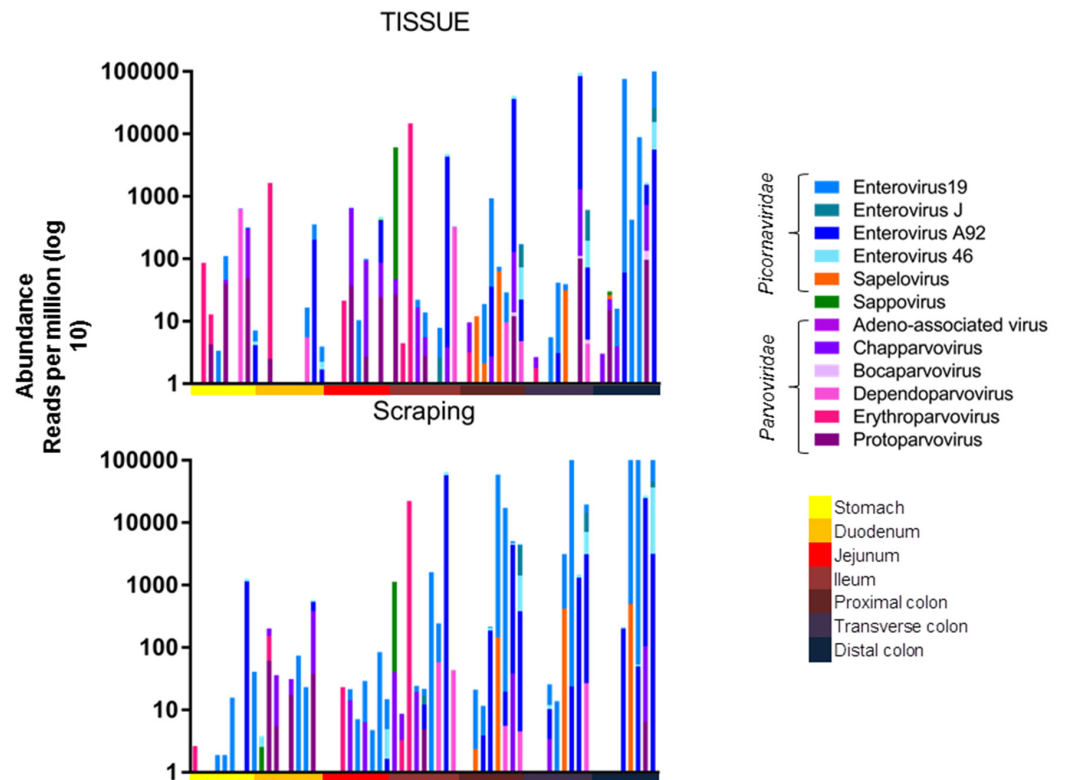 TISSUE
100000
10000
1000
100
10
1
Abundance
Reads per million (log
10)
Scraping
100000
10000
1000
100
10
1
Picornaviridae
Enterovirus19
Enterovirus J
Enterovirus A92
Enterovirus 46
Sapelovirus
Sappovirus
Parvoviridae
Adeno-associated virus
Chapparvovirus
Bocaparvovirus
Dependoparvovirus
Erythroparvovirus
Protoparvovirus
Stomach
Duodenum
Jejunum
Ileum
Proximal colon
Transverse colon
Distal colon